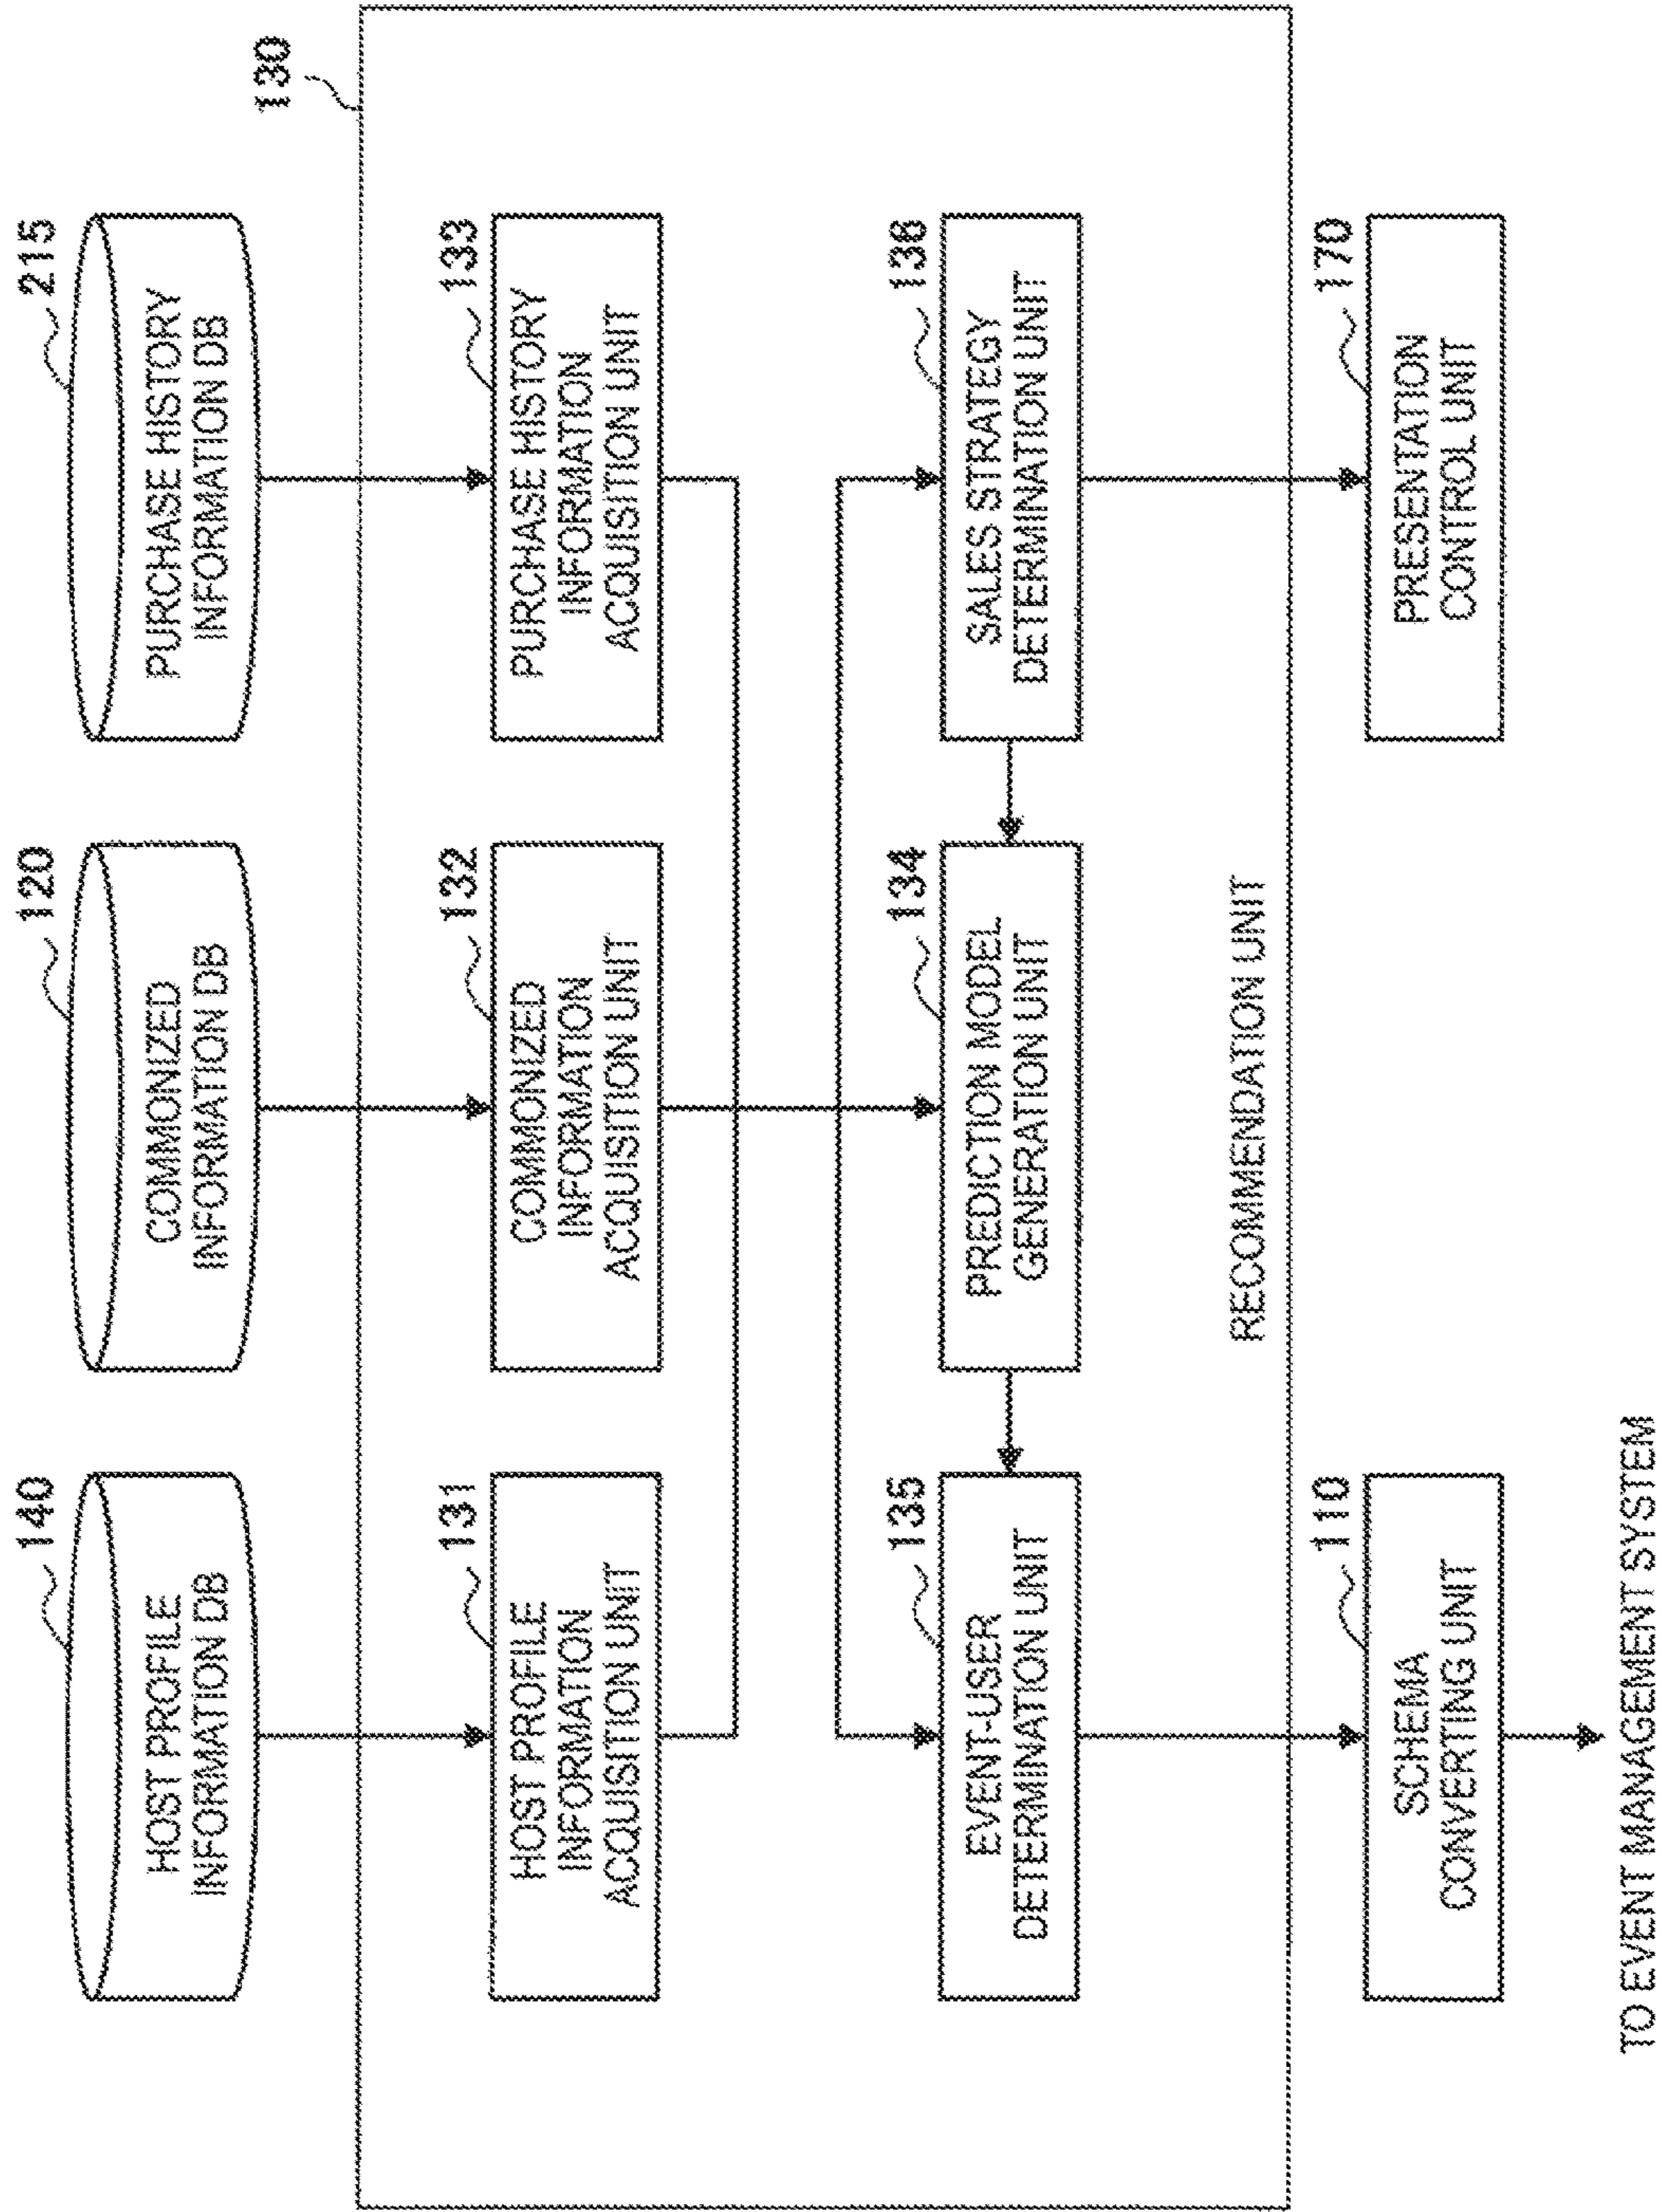 140
HOST PROFILE
INFORMATION DB
120
COMMONIZED
INFORMATION DB
215
PURCHASE HISTORY
INFORMATION DB
130
131
HOST PROFILE
INFORMATION
ACQUISITION UNIT
132
COMMONIZED
INFORMATION
ACQUISITION UNIT
133
PURCHASE HISTORY
INFORMATION
ACQUISITION UNIT
135
EVENT-USER
DETERMINATION UNIT
134
PREDICTION MODEL
GENERATION UNIT
136
SALES STRATEGY
DETERMINATION UNIT
RECOMMENDATION UNIT
110
SCHEMA
CONVERTING UNIT
170
PRESENTATION
CONTROL UNIT
TO EVENT MANAGEMENT SYSTEM